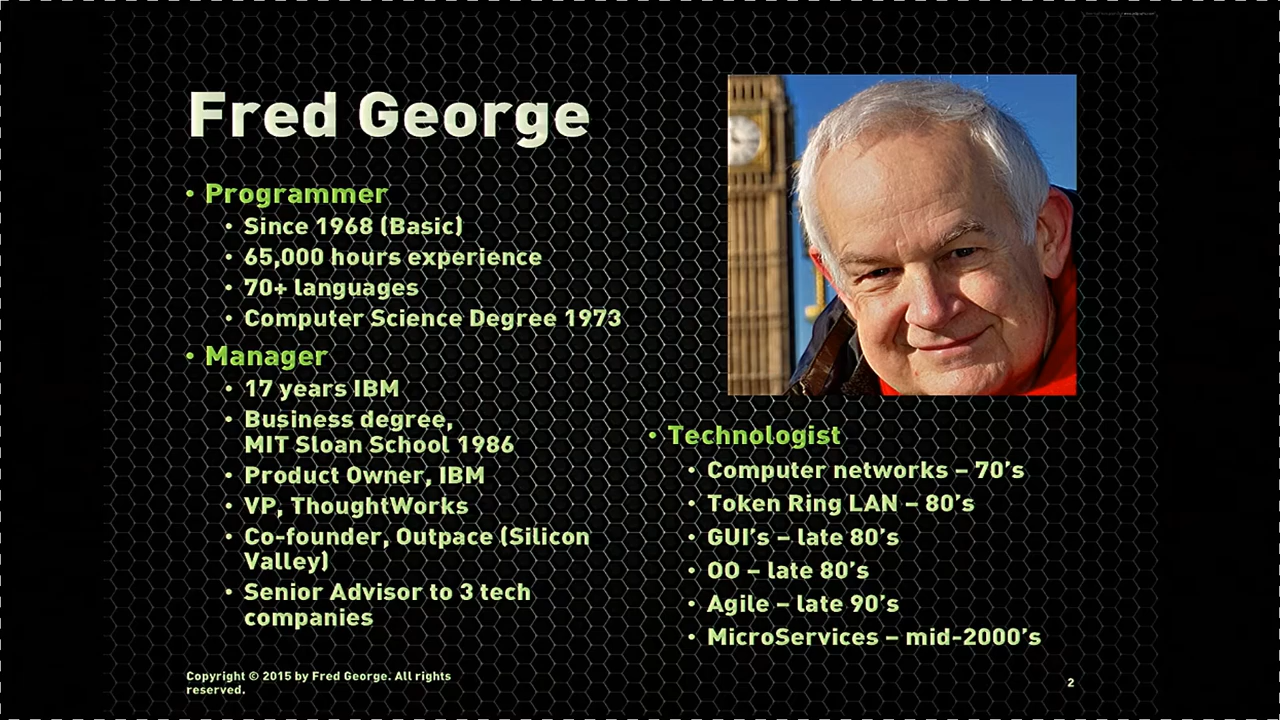 Fred George
• Programmer
• Since 1968 (Basic)
• 65,000 hours experience
• 70+ languages
• Computer Science Degree 1973
• Manager
• 17 years IBM
• Business degree,
MIT Sloan School 1986
• Product Owner, IBM
• VP, ThoughtWorks
• Co-founder, Outpace (Silicon
Valley)
• Senior Advisor to 3 tech
companies
• Technologist
• Computer networks – 70's
• Token Ring LAN – 80's
• GUI's – late 80's
• OO – late 80's
• Agile – late 90's
• MicroServices – mid-2000's
Copyright © 2015 by Fred George. All rights
reserved.
2